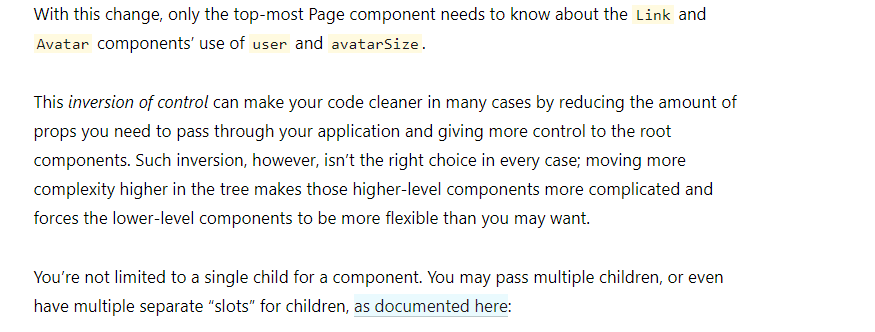 With this change, only the top-most Page component needs to know about the Link and
Avatar components’ use of user and avatarSize.
This inversion of control can make your code cleaner in many cases by reducing the amount of
props you need to pass through your application and giving more control to the root
components. Such inversion, however, isn’t the right choice in every case; moving more
complexity higher in the tree makes those higher-level components more complicated and
forces the lower-level components to be more flexible than you may want.
You’re not limited to a single child for a component. You may pass multiple children, or even
have multiple separate “slots” for children, as documented here: